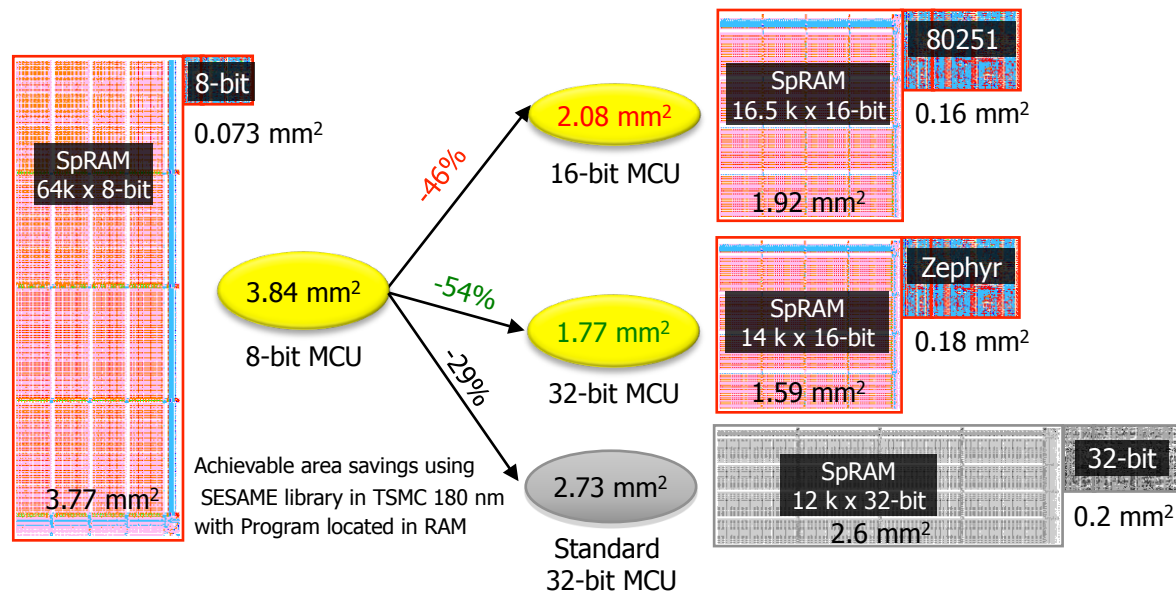 8-bit
0.073 mm²
SpRAM
64k x 8-bit
3.77 mm²
3.84 mm²
8-bit MCU
-46%
-54%
-29%
2.08 mm²
16-bit MCU
1.77 mm²
32-bit MCU
2.73 mm²
Standard
32-bit MCU
80251
SpRAM
16.5 k x 16-bit
0.16 mm²
1.92 mm²
Zephyr
SpRAM
14 k x 16-bit
0.18 mm²
1.59 mm²
32-bit
SpRAM
12 k x 32-bit
2.6 mm²
0.2 mm²
Achievable area savings using
SESAME library in TSMC 180 nm
with Program located in RAM